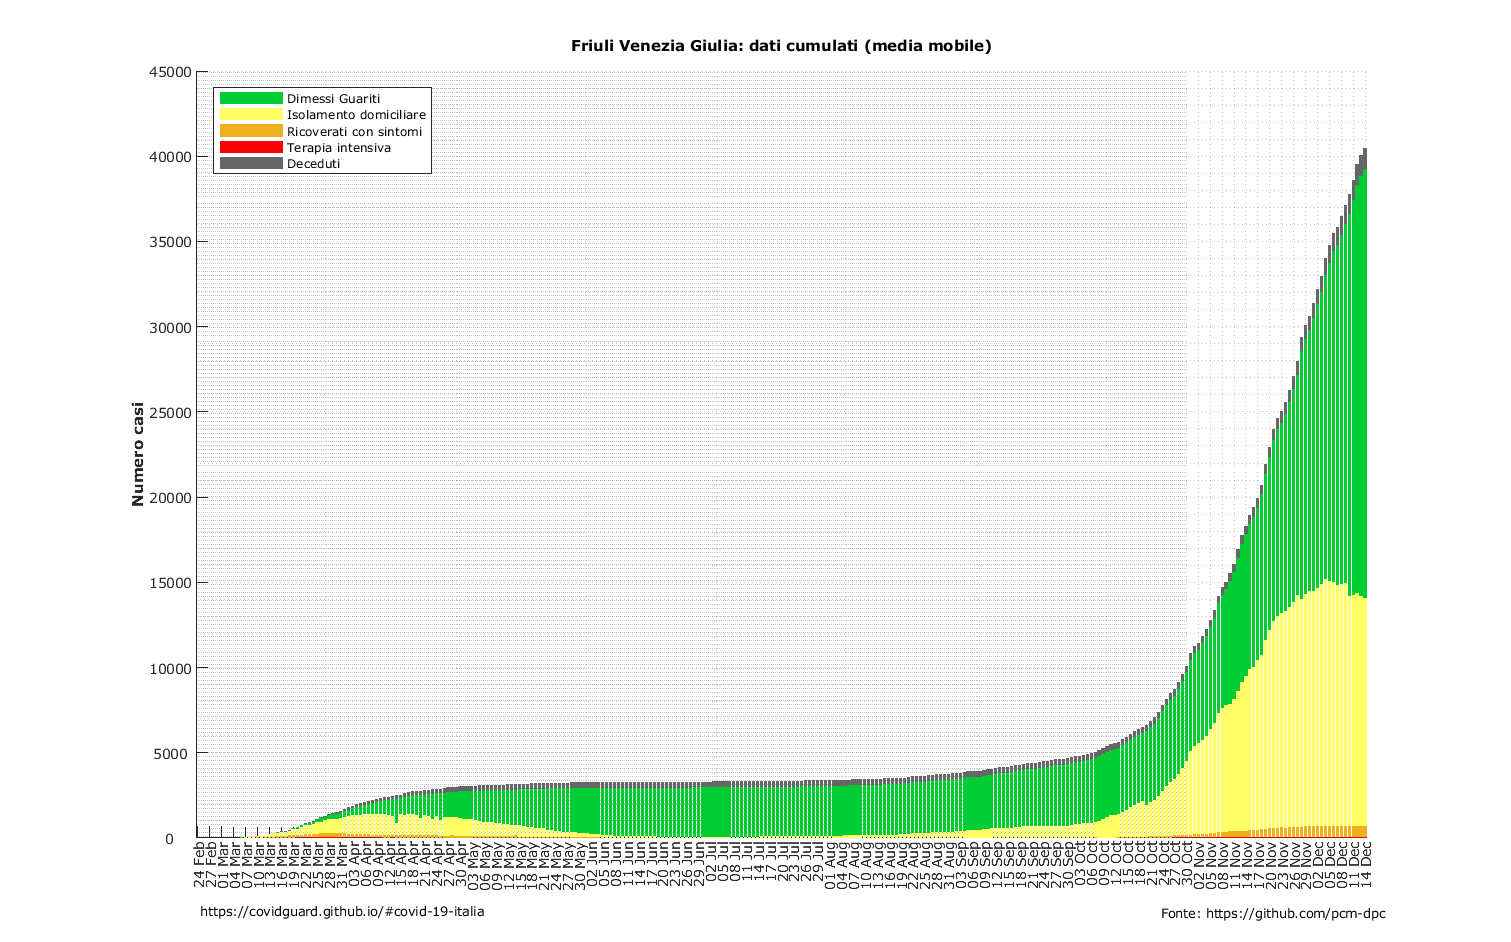 Friuli Venezia Giulia: dati cumulati (media mobile)
45000
40000
35000
30000
25000
20000
15000
10000
5000
0
Numero casi
Dimessi Guariti
Isolamento domiciliare
Ricoverati con sintomi
Terapia intensiva
Deceduti
24 Feb
27 Feb
01 Mar
04 Mar
07 Mar
10 Mar
13 Mar
16 Mar
19 Mar
22 Mar
25 Mar
28 Mar
31 Mar
03 Apr
06 Apr
09 Apr
12 Apr
15 Apr
18 Apr
21 Apr
24 Apr
27 Apr
30 Apr
03 May
06 May
09 May
12 May
15 May
18 May
21 May
24 May
27 May
30 May
02 Jun
05 Jun
08 Jun
11 Jun
14 Jun
17 Jun
20 Jun
23 Jun
26 Jun
29 Jun
02 Jul
05 Jul
08 Jul
11 Jul
14 Jul
17 Jul
20 Jul
23 Jul
26 Jul
29 Jul
01 Aug
04 Aug
07 Aug
10 Aug
13 Aug
16 Aug
19 Aug
22 Aug
25 Aug
28 Aug
31 Aug
03 Sep
06 Sep
09 Sep
12 Sep
15 Sep
18 Sep
21 Sep
24 Sep
27 Sep
30 Sep
03 Oct
06 Oct
09 Oct
12 Oct
15 Oct
18 Oct
21 Oct
24 Oct
27 Oct
30 Oct
02 Nov
05 Nov
08 Nov
11 Nov
14 Nov
17 Nov
20 Nov
23 Nov
26 Nov
29 Nov
02 Dec
05 Dec
08 Dec
11 Dec
14 Dec
https://covidguard.github.io/#covid-19-italia
Fonte: https://github.com/pcm-dpc